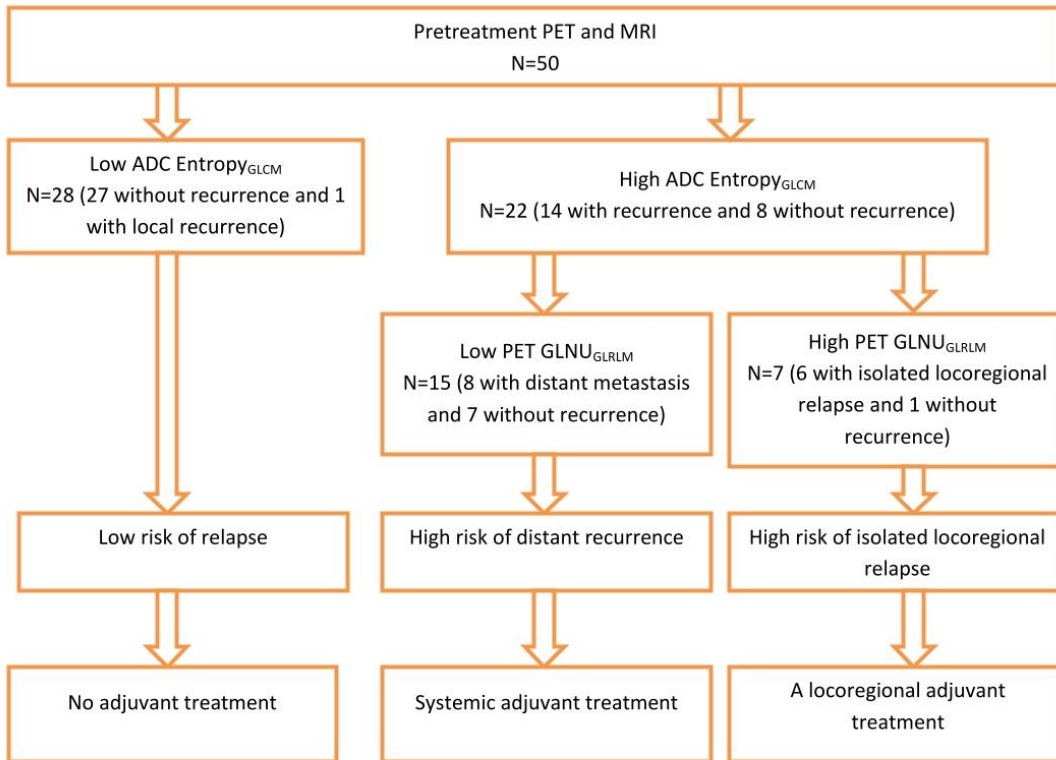 Pretreatment PET and MRI
N=50
Low ADC EntropyGLCM
N=28 (27 without recurrence and 1
with local recurrence)
High ADC EntropyGLCM
N=22 (14 with recurrence and 8 without recurrence)
Low PET GLNUGLRLM
N=15 (8 with distant metastasis
and 7 without recurrence)
High PET GLNUGLRLM
N=7 (6 with isolated locoregional
relapse and 1 without
recurrence)
Low risk of relapse
High risk of distant recurrence
High risk of isolated locoregional
relapse
No adjuvant treatment
Systemic adjuvant treatment
A locoregional adjuvant
treatment